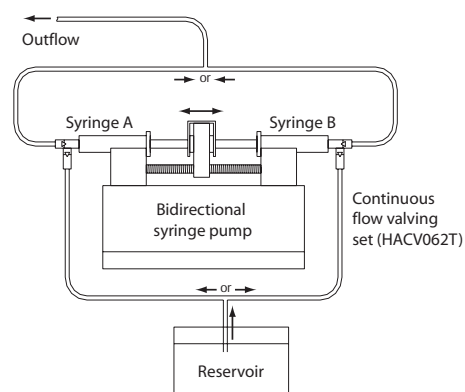 Outflow
or
Syringe A
Syringe B
Bidirectional
syringe pump
Continuous
flow valving
set (HACV062T)
or
Reservoir